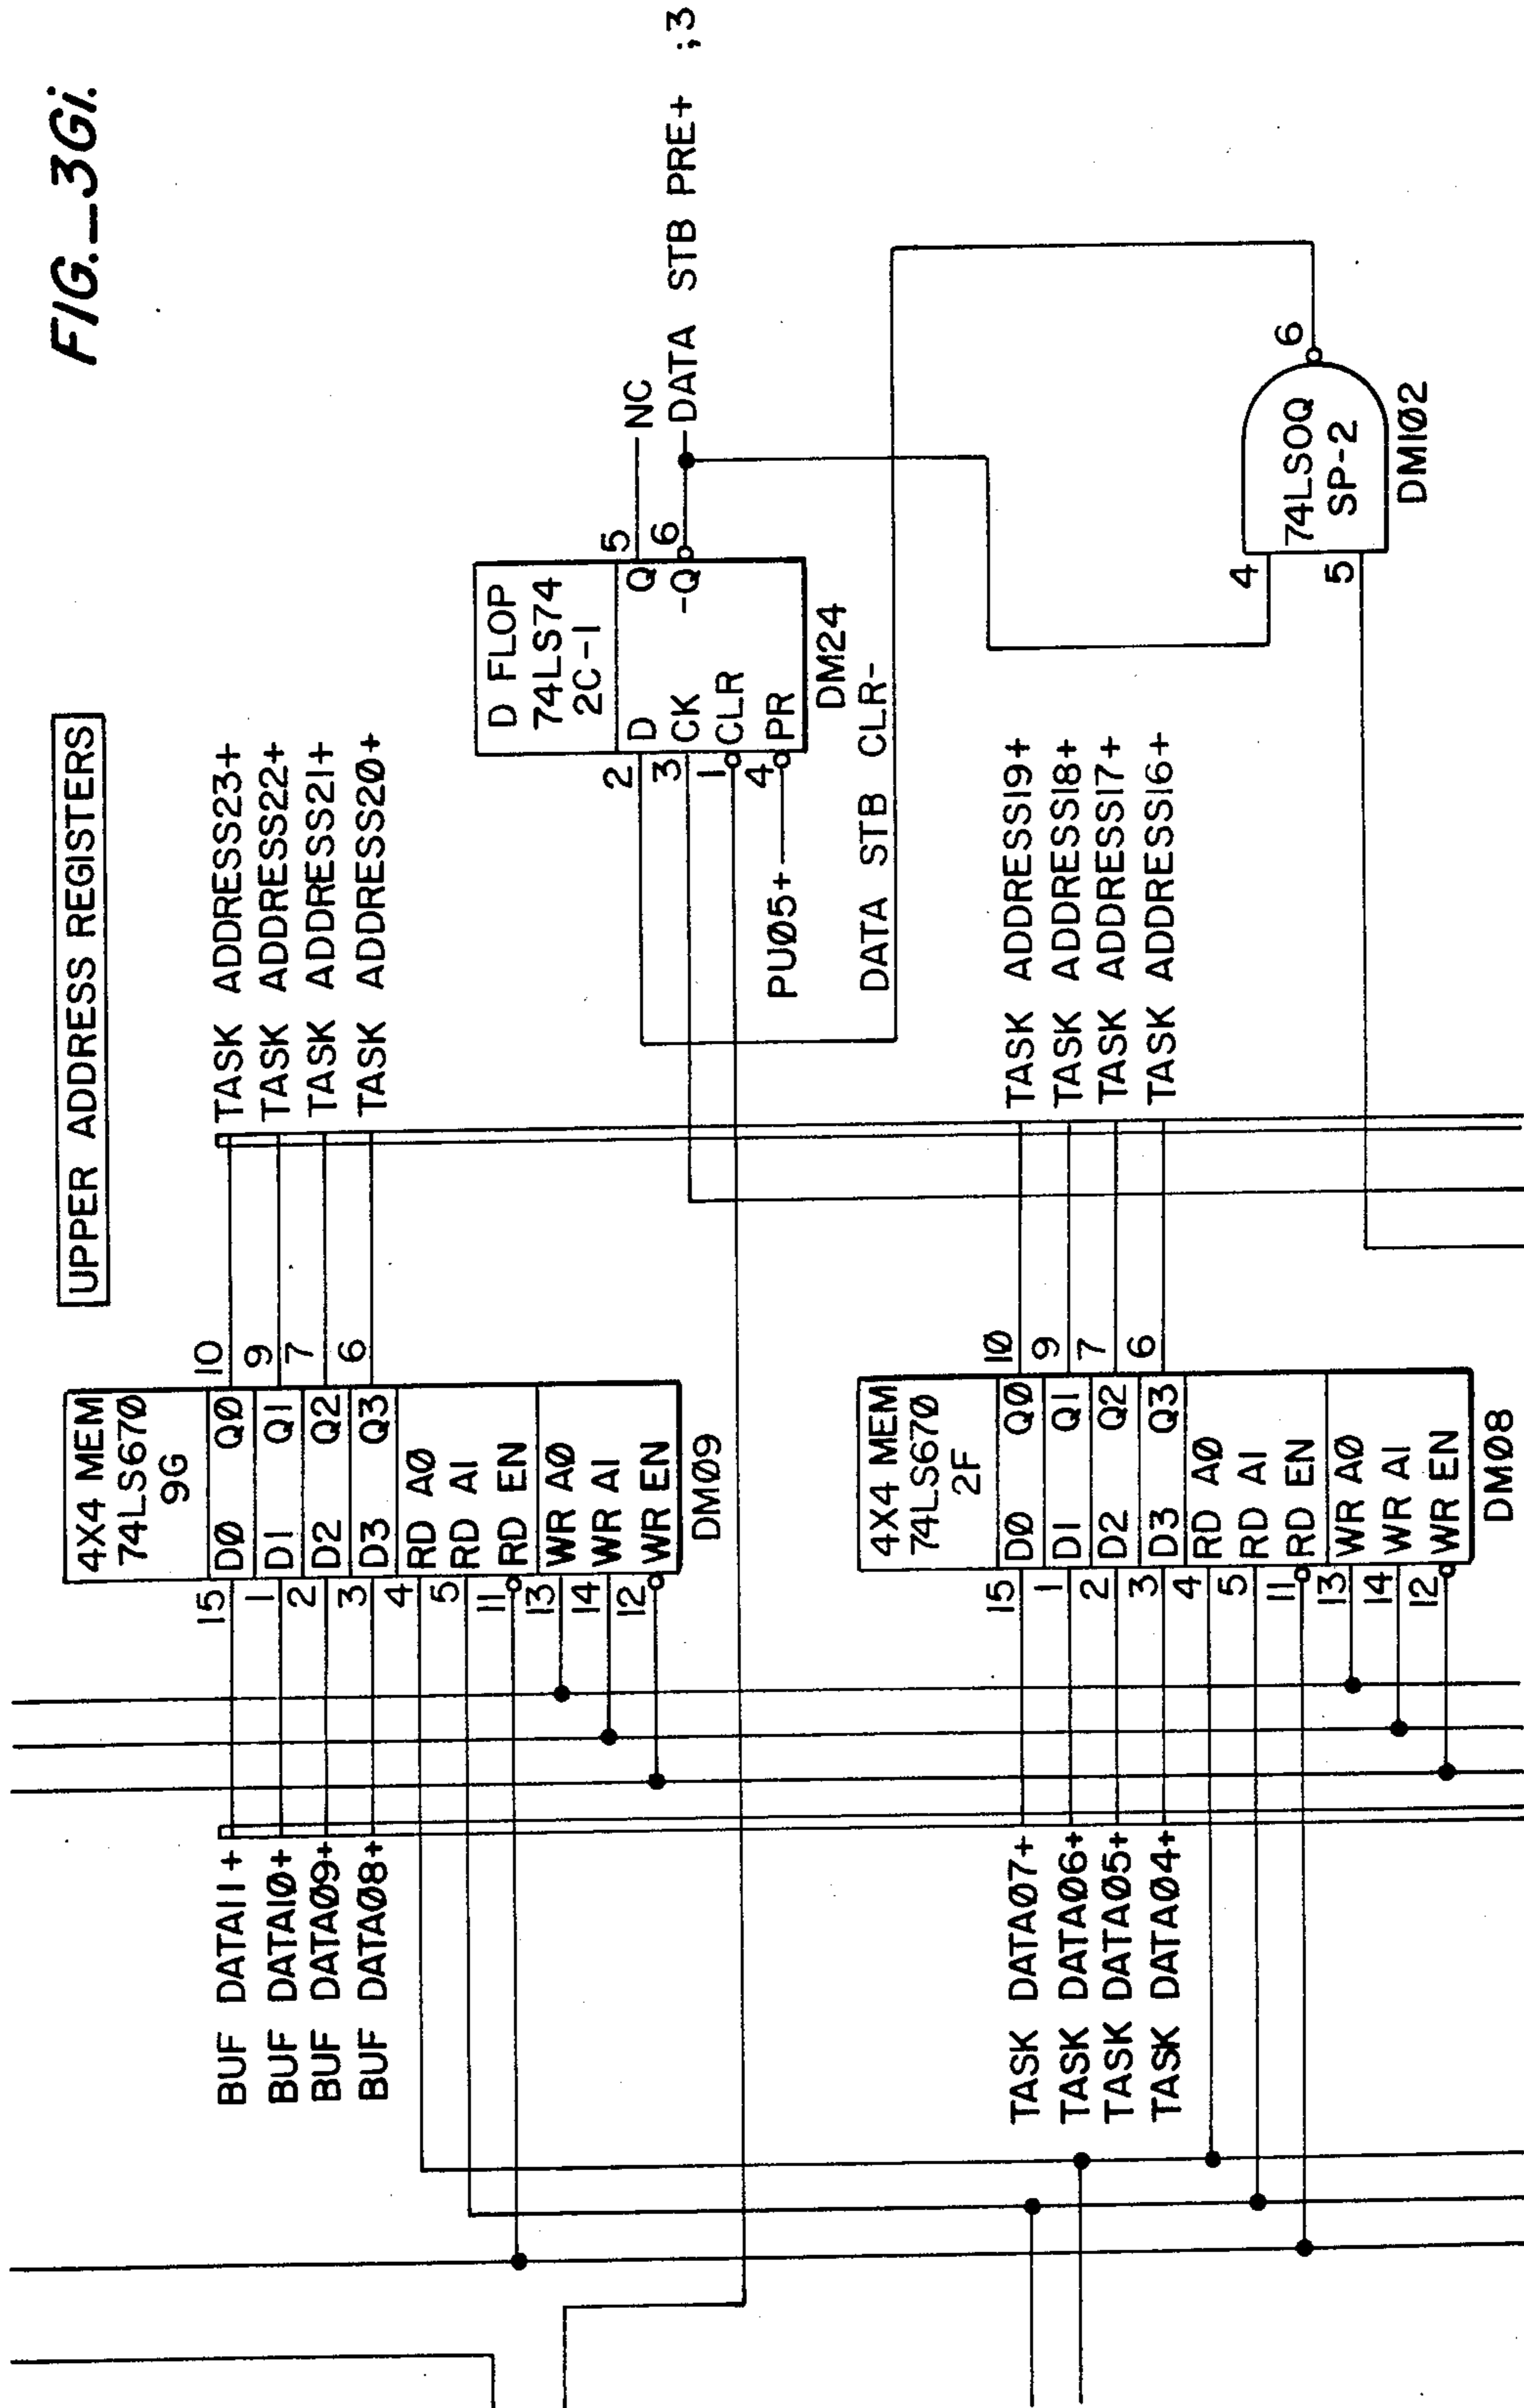 FIG._3Gi.
UPPER ADDRESS REGISTERS
4X4 MEM
74LS670
9G
15 D0 Q0 10
1 D1 Q1 9
2 D2 Q2 7
3 D3 Q3 6
4 RD A0
5 RD A1
11 RD EN
13 WR A0
14 WR A1
12 WR EN
DM09
BUF DATA11+
BUF DATA10+
BUF DATA09+
BUF DATA08+
TASK ADDRESS23+
TASK ADDRESS22+
TASK ADDRESS21+
TASK ADDRESS20+
D FLOP
74LS74
2C-1
2 D Q 5
3 CK -Q 6
1 CLR
4 PR
DM24
NC
DATA STB PRE+ ;3
PU05+
DATA STB CLR-
4X4 MEM
74LS670
2F
15 D0 Q0 10
1 D1 Q1 9
2 D2 Q2 7
3 D3 Q3 6
4 RD A0
5 RD A1
11 RD EN
13 WR A0
14 WR A1
12 WR EN
DM08
TASK DATA07+
TASK DATA06+
TASK DATA05+
TASK DATA04+
TASK ADDRESS19+
TASK ADDRESS18+
TASK ADDRESS17+
TASK ADDRESS16+
4
5
74LSOQ
SP-2
6
DM102